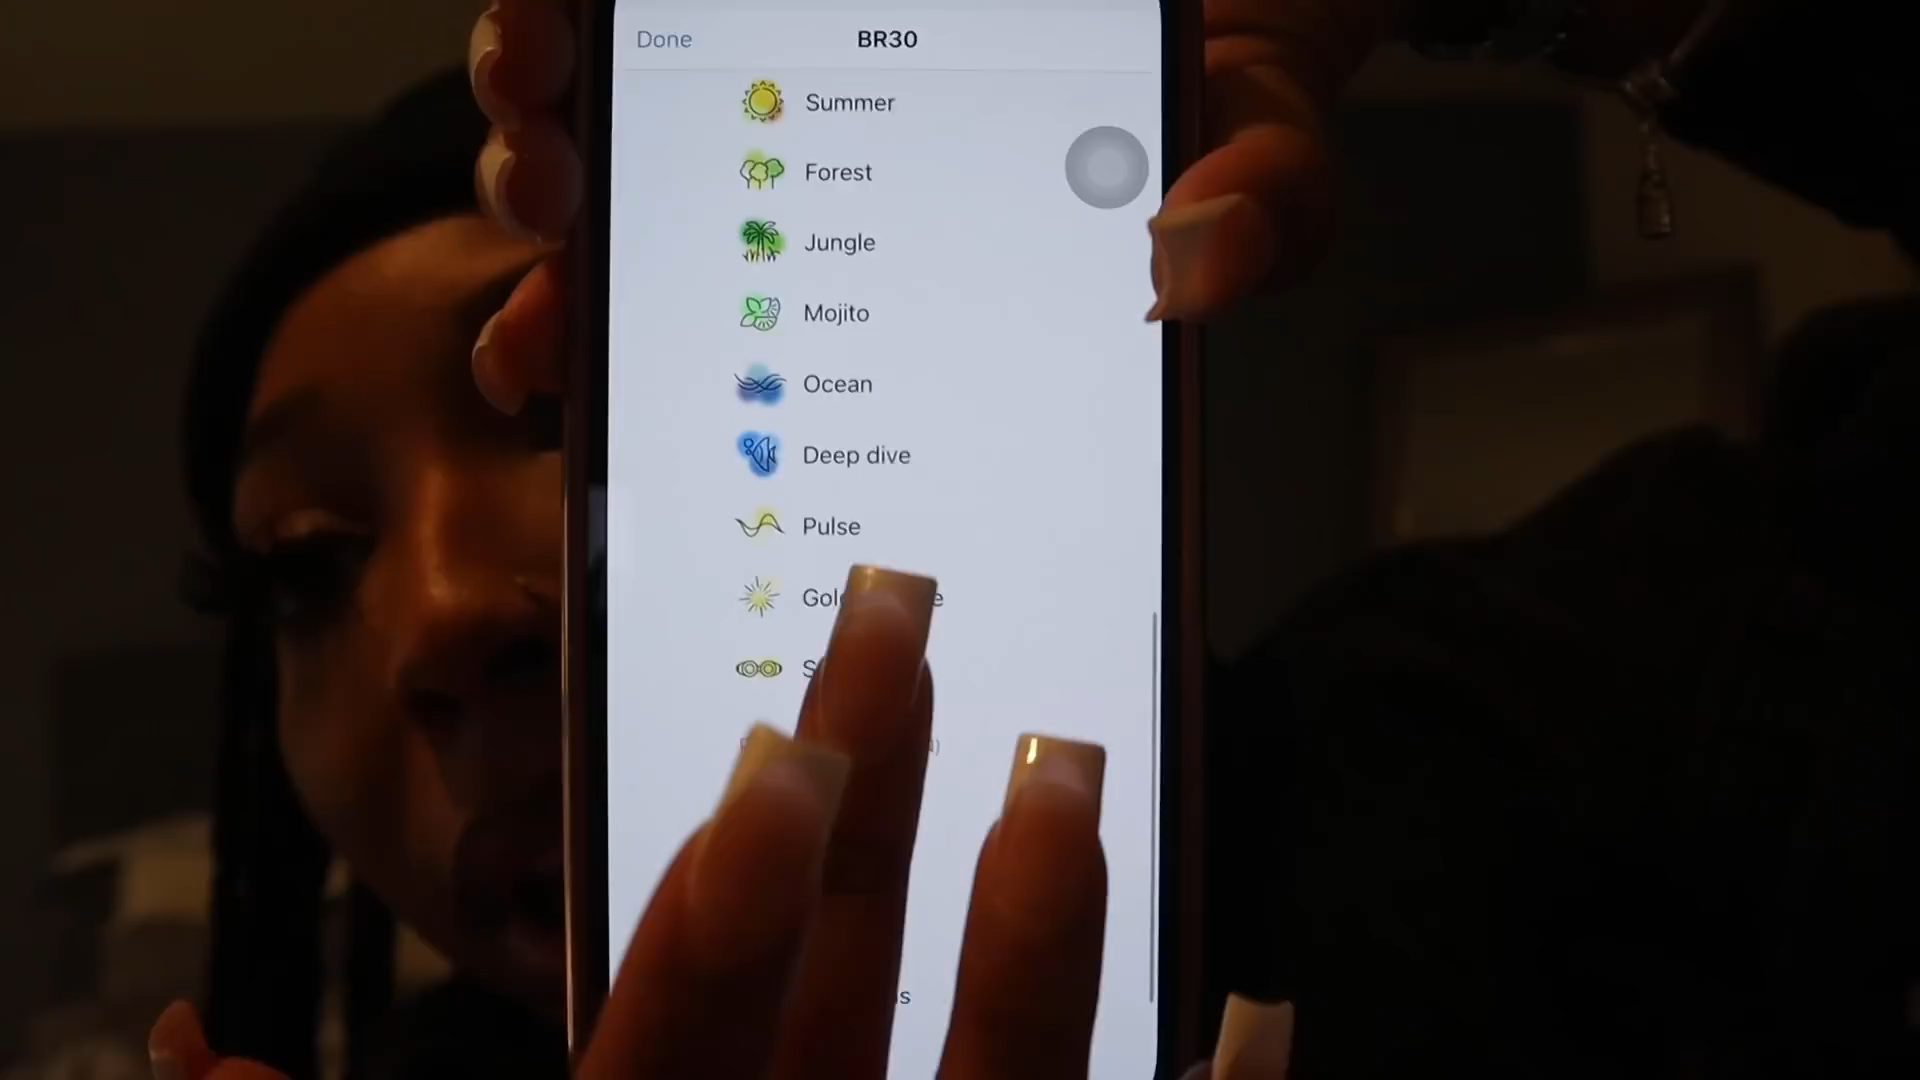 Done
BR30
Summer
Forest
Jungle
Mojito
Ocean
Deep dive
Pulse